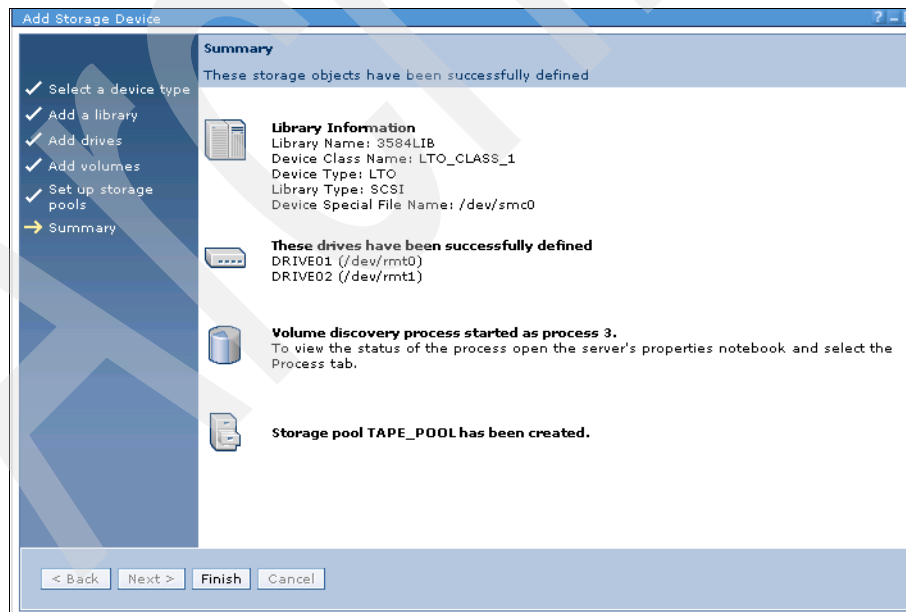 Add Storage Device
Select a device type
Add a library
Add drives
Add volumes
Set up storage
pools
Summary
Summary
These storage objects have been successfully defined
Library Information
Library Name: 3584LIB
Device Class Name: LTO_CLASS_1
Device Type: LTO
Library Type: SCSI
Device Special File Name: /dev/smc0
These drives have been successfully defined
DRIVE01 (/dev/rmt0)
DRIVE02 (/dev/rmt1)
Volume discovery process started as process 3.
To view the status of the process open the server's properties notebook and select the
Process tab.
Storage pool TAPE_POOL has been created.
< Back Next > Finish Cancel